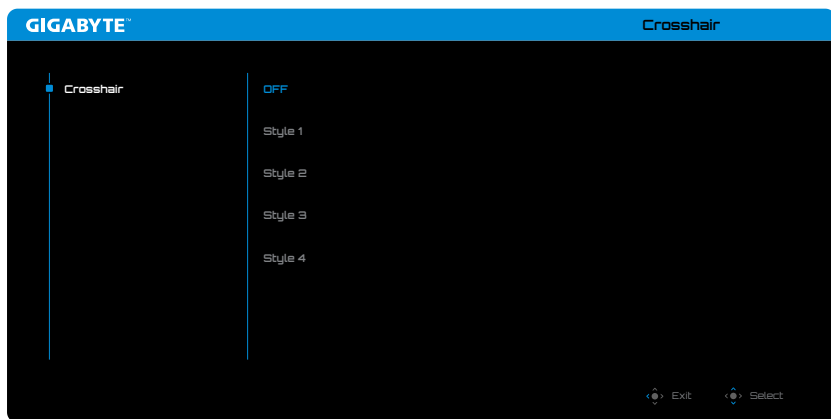 GIGABYTE™
Crosshair
Crosshair
OFF
Style 1
Style 2
Style 3
Style 4
Exit
Select